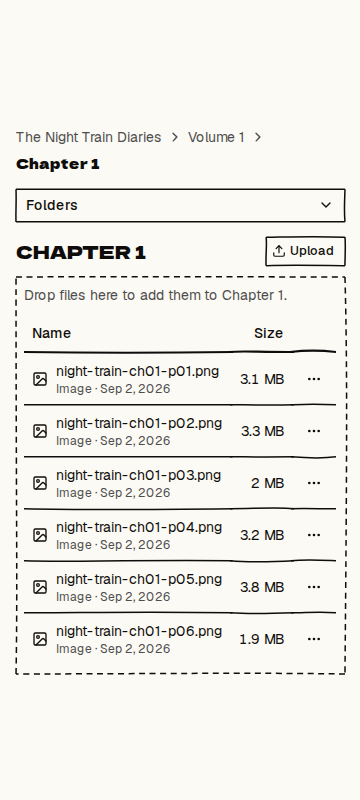 The Night Train Diaries > Volume 1 >
Chapter 1
Folders
CHAPTER 1
Upload
Drop files here to add them to Chapter 1.
Name Size
night-train-ch01-p01.png 3.1 MB
Image · Sep 2, 2026
night-train-ch01-p02.png 3.3 MB
Image · Sep 2, 2026
night-train-ch01-p03.png 2 MB
Image · Sep 2, 2026
night-train-ch01-p04.png 3.2 MB
Image · Sep 2, 2026
night-train-ch01-p05.png 3.8 MB
Image · Sep 2, 2026
night-train-ch01-p06.png 1.9 MB
Image · Sep 2, 2026